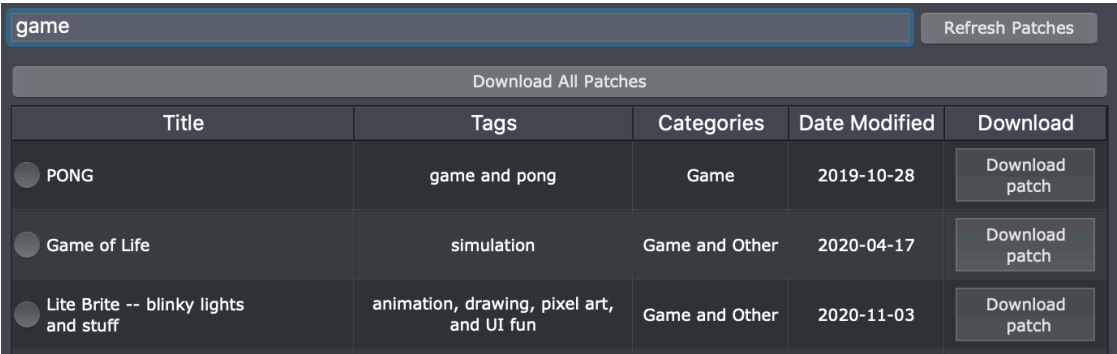 game
Refresh Patches
Download All Patches
Title Tags Categories Date Modified Download
PONG game and pong Game 2019-10-28 Download patch
Game of Life simulation Game and Other 2020-04-17 Download patch
Lite Brite -- blinky lights and stuff animation, drawing, pixel art, and UI fun Game and Other 2020-11-03 Download patch